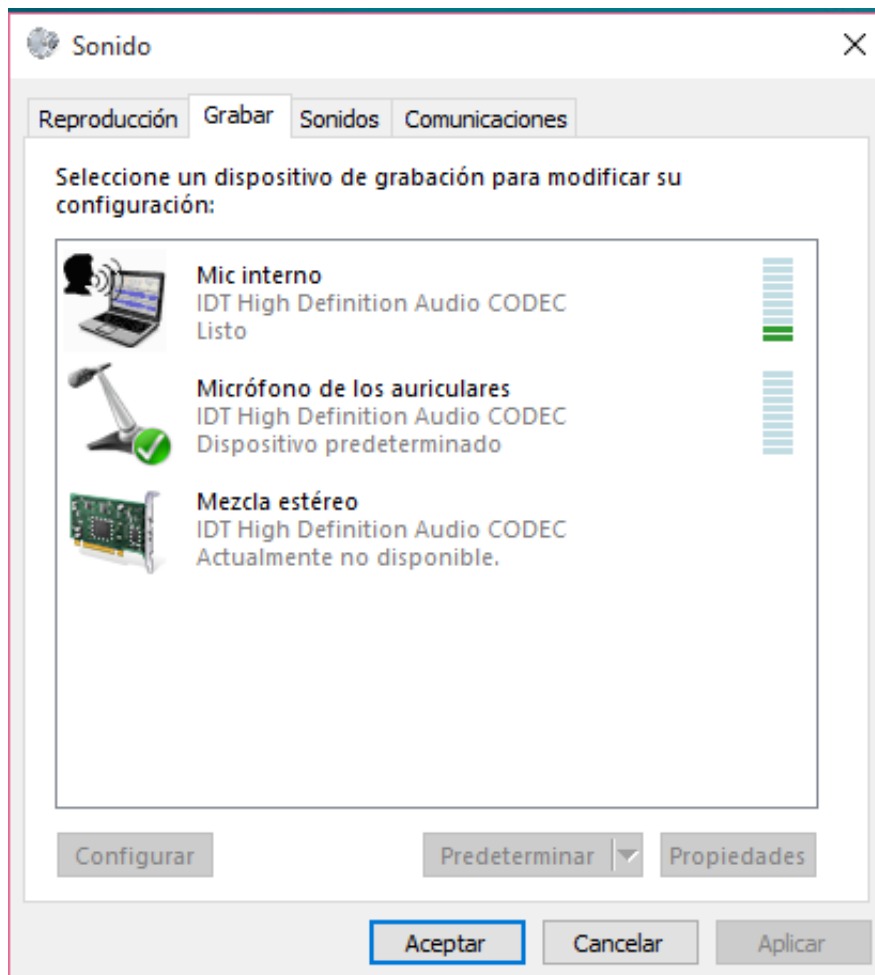 Sonido
Reproducción
Grabar
Sonidos
Comunicaciones
Seleccione un dispositivo de grabación para modificar su
configuración:
Mic interno
IDT High Definition Audio CODEC
Listo
Micrófono de los auriculares
IDT High Definition Audio CODEC
Dispositivo predeterminado
Mezcla estéreo
IDT High Definition Audio CODEC
Actualmente no disponible.
Configurar
Predeterminar
Propiedades
Aceptar
Cancelar
Aplicar